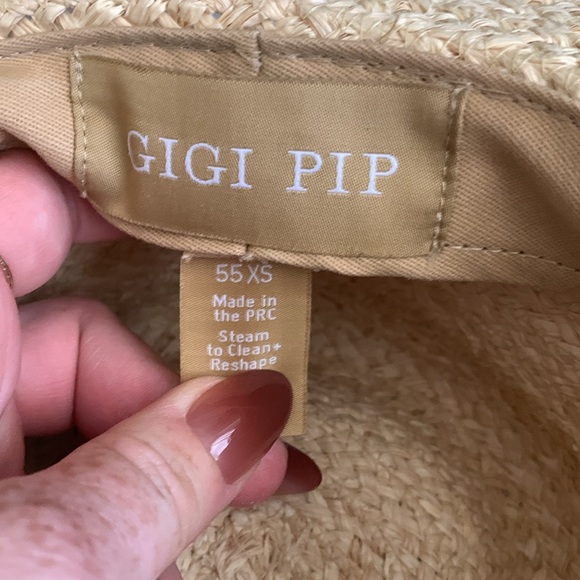 GIGI PIP
55 XS
Made in
the PRC
Steam
to Clean+
Reshape